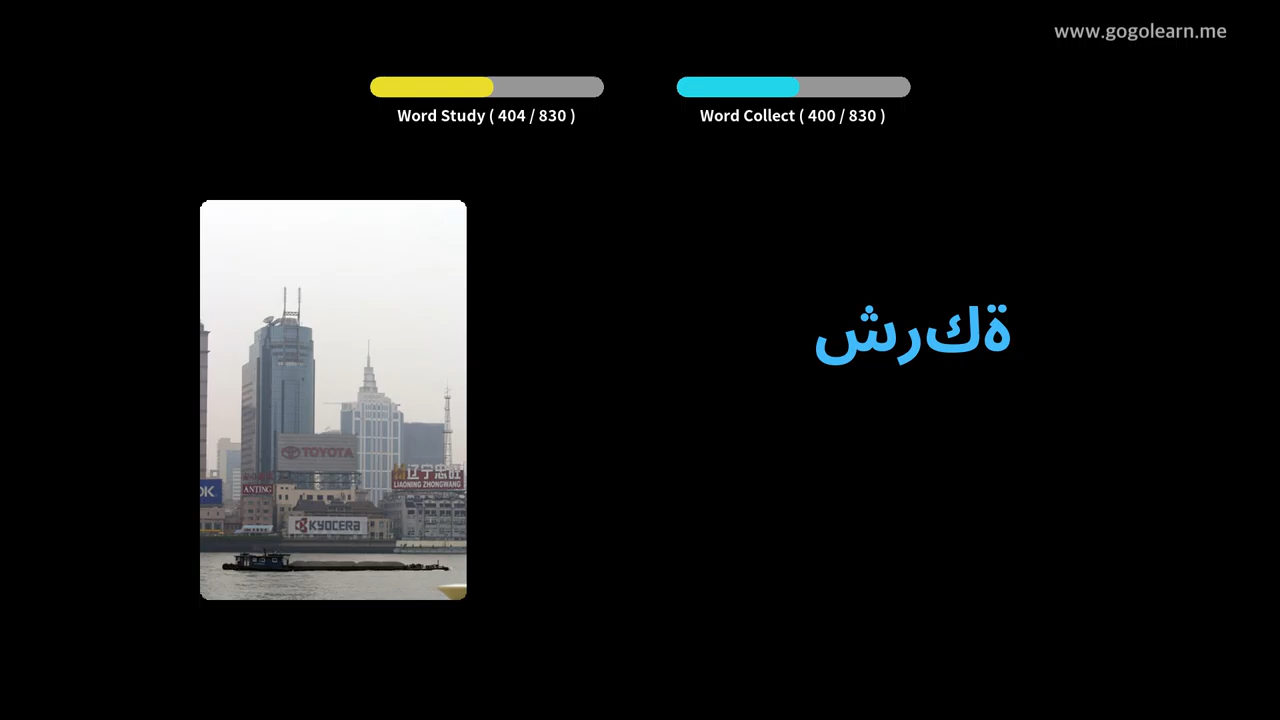 www.gogolearn.me
Word Study ( 404 / 830 )
Word Collect ( 400 / 830 )
شركة
TOYOTA
辽宁忠旺
LIAONING ZHONGWANG
ANTING
KYOCERA